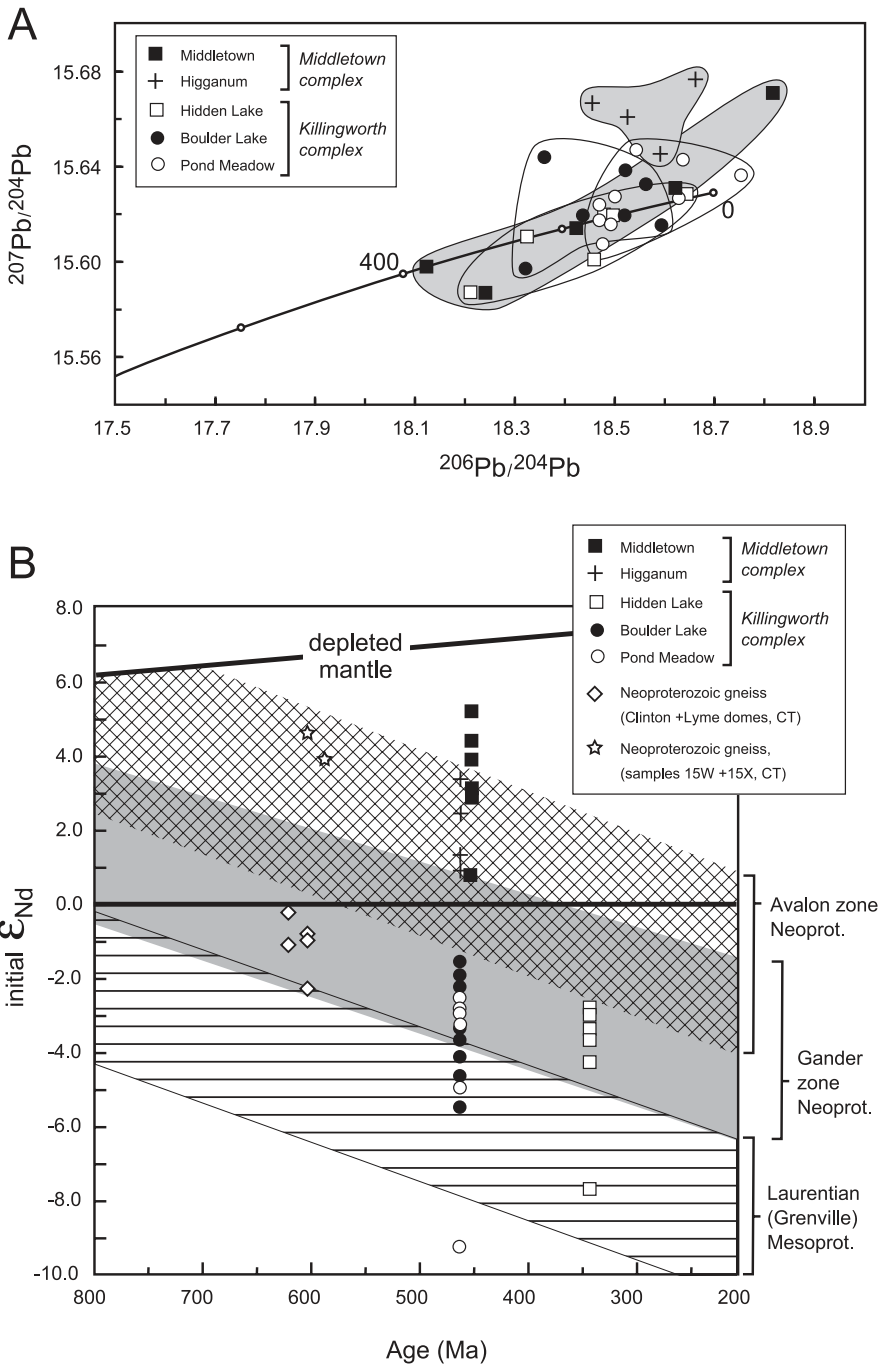 A
Middletown
Higganum
Middletown
complex
Hidden Lake
Boulder Lake
Pond Meadow
Killingworth
complex
15.68
15.64
15.60
15.56
207Pb/204Pb
400
0
17.5 17.7 17.9 18.1 18.3 18.5 18.7 18.9
206Pb/204Pb
B
Middletown
Higganum
Middletown
complex
Hidden Lake
Boulder Lake
Pond Meadow
Killingworth
complex
Neoproterozoic gneiss
(Clinton +Lyme domes, CT)
Neoproterozoic gneiss,
(samples 15W +15X, CT)
8.0
6.0
4.0
2.0
0.0
-2.0
-4.0
-6.0
-8.0
-10.0
initial εNd
depleted
mantle
Avalon zone
Neoprot.
Gander
zone
Neoprot.
Laurentian
(Grenville)
Mesoprot.
800 600 500 400 300 200
Age (Ma)